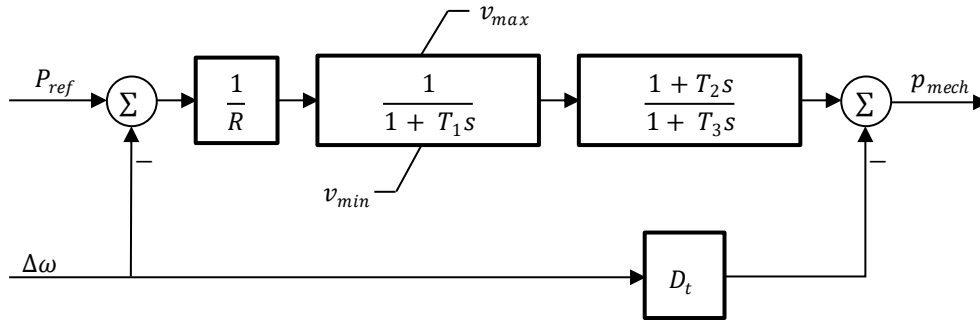 v_max
P_ref
Σ
−
1
R
1
1 + T_1 s
v_min
1 + T_2 s
1 + T_3 s
Σ
−
p_mech
Δω
D_t